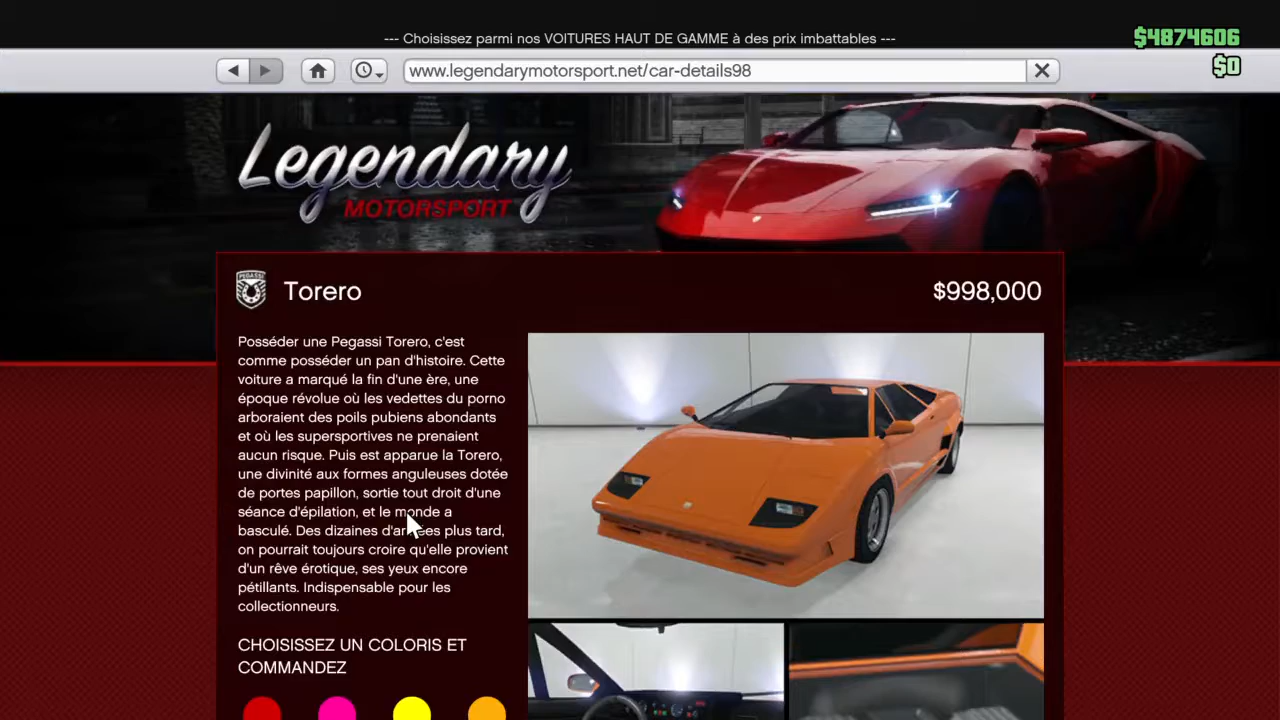 --- Choisissez parmi nos VOITURES HAUT DE GAMME à des prix imbattables ---
$4874606
$0
www.legendarymotorsport.net/car-details98
Legendary
MOTORSPORT
PEGASSI
Torero
$998,000
Posséder une Pegassi Torero, c'est
comme posséder un pan d'histoire. Cette
voiture a marqué la fin d'une ère, une
époque révolue où les vedettes du porno
arboraient des poils pubiens abondants
et où les supersportives ne prenaient
aucun risque. Puis est apparue la Torero,
une divinité aux formes anguleuses dotée
de portes papillon, sortie tout droit d'une
séance d'épilation, et le monde a
basculé. Des dizaines d'années plus tard,
on pourrait toujours croire qu'elle provient
d'un rêve érotique, ses yeux encore
pétillants. Indispensable pour les
collectionneurs.
CHOISISSEZ UN COLORIS ET
COMMANDEZ